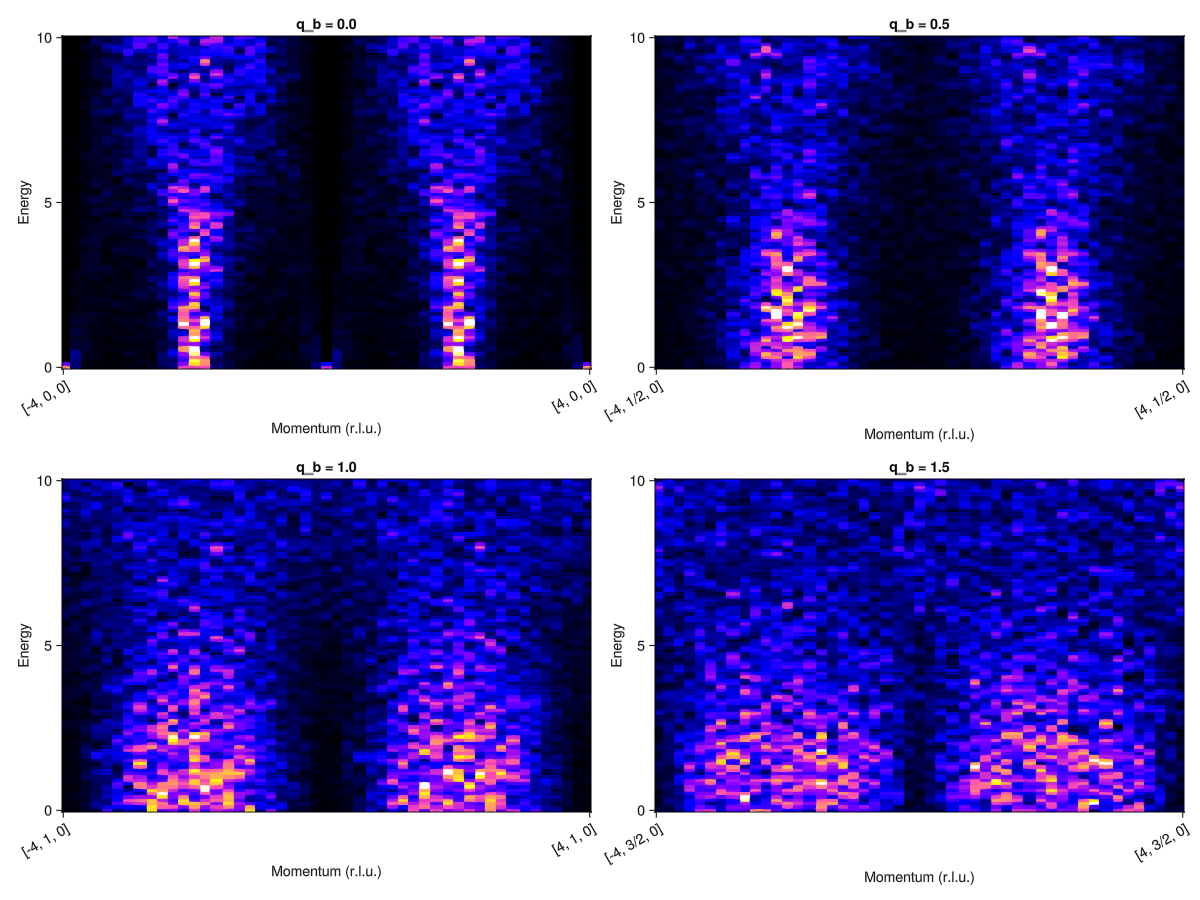 q_b = 0.0
10
5
0
Energy
[-4, 0, 0]
[4, 0, 0]
Momentum (r.l.u.)
q_b = 0.5
10
5
0
Energy
[-4, 1/2, 0]
[4, 1/2, 0]
Momentum (r.l.u.)
q_b = 1.0
10
5
0
Energy
[-4, 1, 0]
[4, 1, 0]
Momentum (r.l.u.)
q_b = 1.5
10
5
0
Energy
[-4, 3/2, 0]
[4, 3/2, 0]
Momentum (r.l.u.)